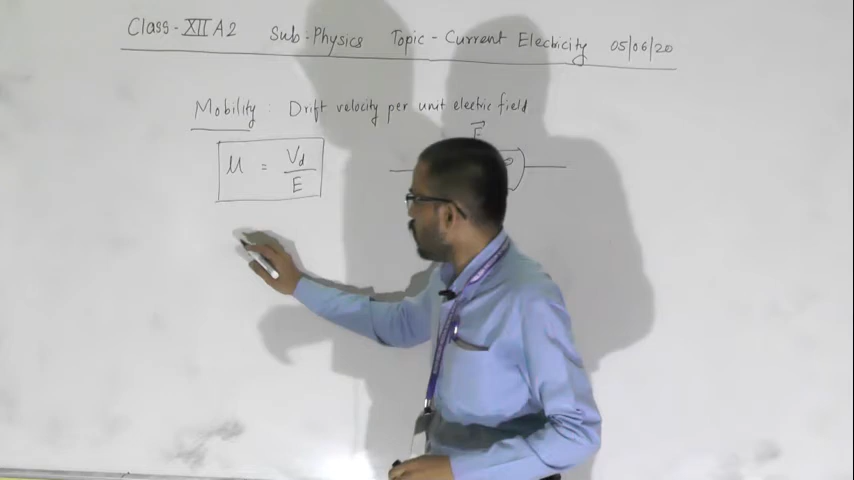 Class-XII A2 Sub-Physics Topic-Current Electricity 05/06/20
Mobility: Drift velocity per unit electric field
μ = Vd/E
E
e